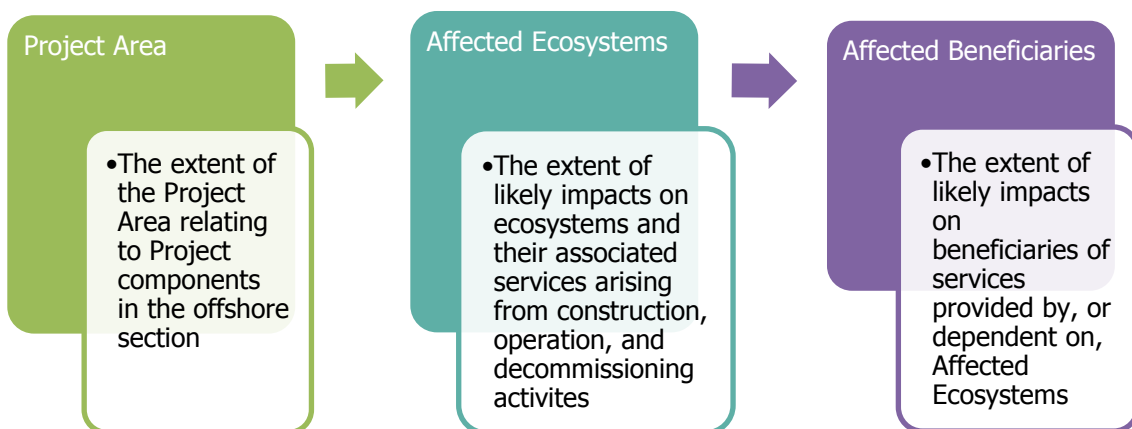 Project Area
•The extent of
the Project
Area relating
to Project
components
in the offshore
section
Affected Ecosystems
•The extent of
likely impacts on
ecosystems and
their associated
services arising
from construction,
operation, and
decommissioning
activites
Affected Beneficiaries
•The extent of
likely impacts
on
beneficiaries of
services
provided by, or
dependent on,
Affected
Ecosystems